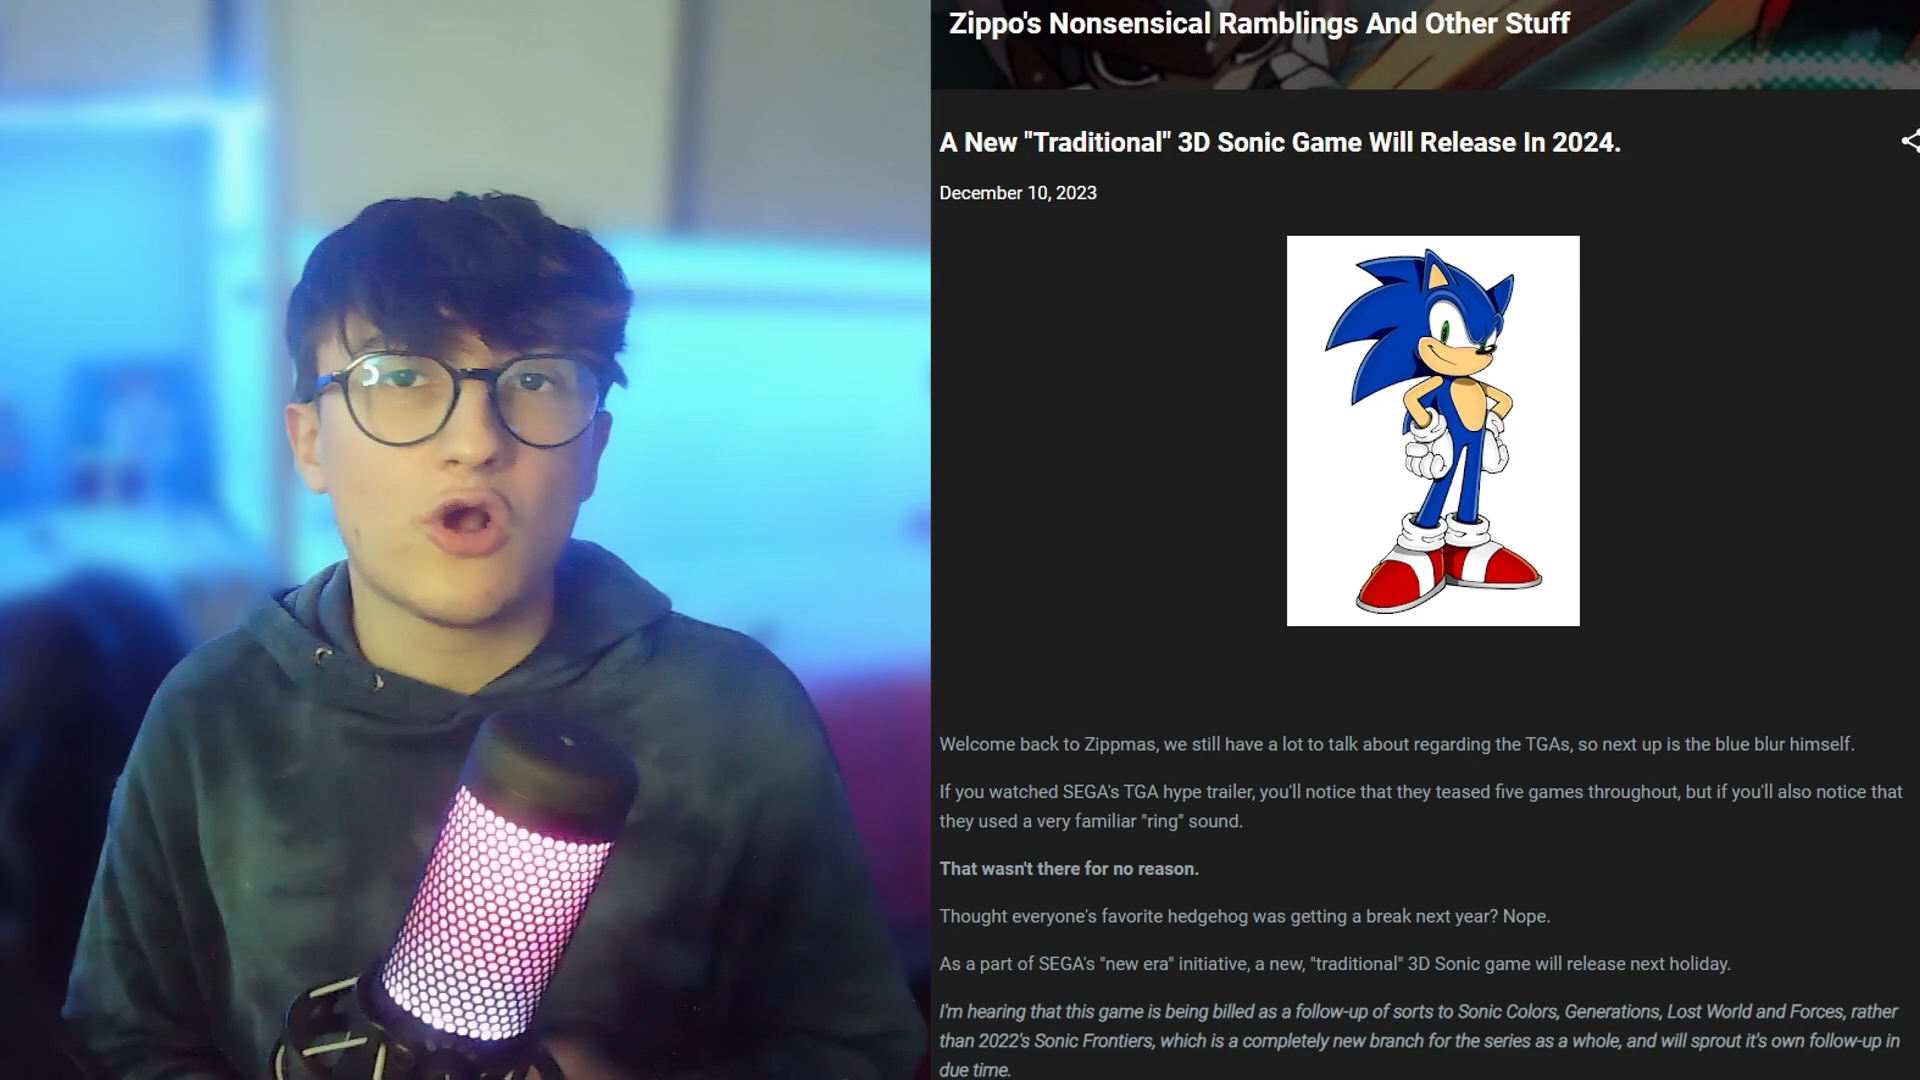 Zippo's Nonsensical Ramblings And Other Stuff
A New "Traditional" 3D Sonic Game Will Release In 2024.
December 10, 2023
Welcome back to Zippmas, we still have a lot to talk about regarding the TGAs, so next up is the blue blur himself.
If you watched SEGA's TGA hype trailer, you'll notice that they teased five games throughout, but if you'll also notice that
they used a very familiar "ring" sound.
That wasn't there for no reason.
Thought everyone's favorite hedgehog was getting a break next year? Nope.
As a part of SEGA's "new era" initiative, a new, "traditional" 3D Sonic game will release next holiday.
I'm hearing that this game is being billed as a follow-up of sorts to Sonic Colors, Generations, Lost World and Forces, rather
than 2022's Sonic Frontiers, which is a completely new branch for the series as a whole, and will sprout it's own follow-up in
due time.